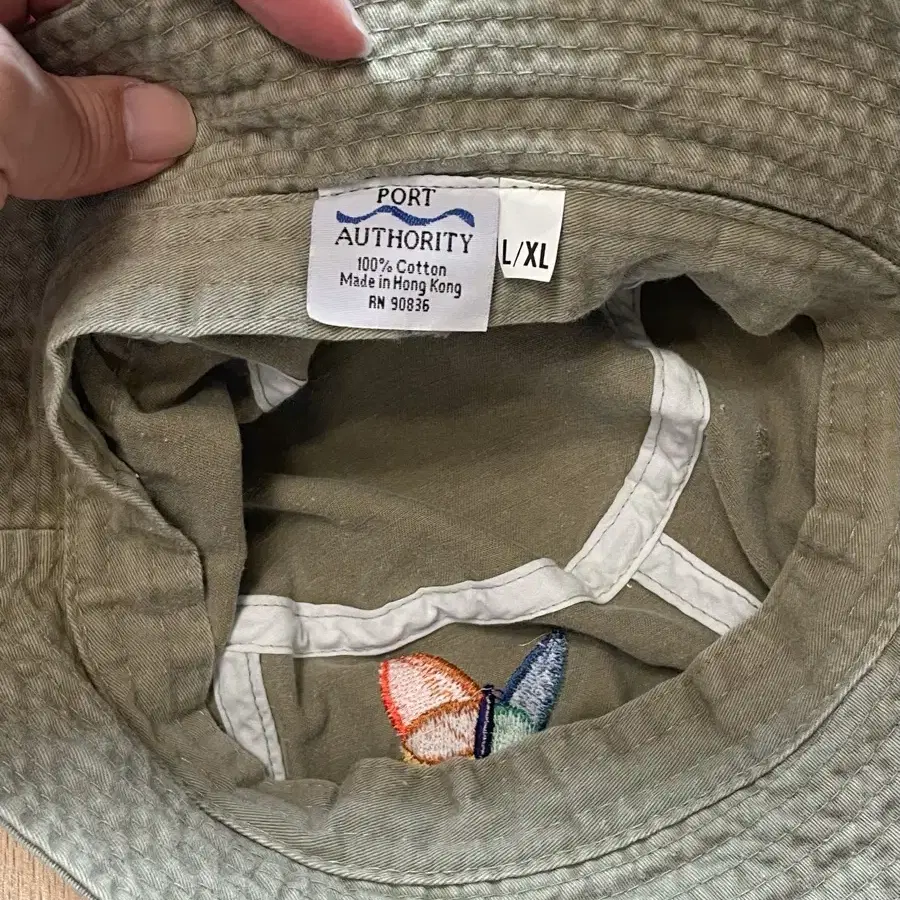 PORT
AUTHORITY
100% Cotton
Made in Hong Kong
RN 90836
L/XL